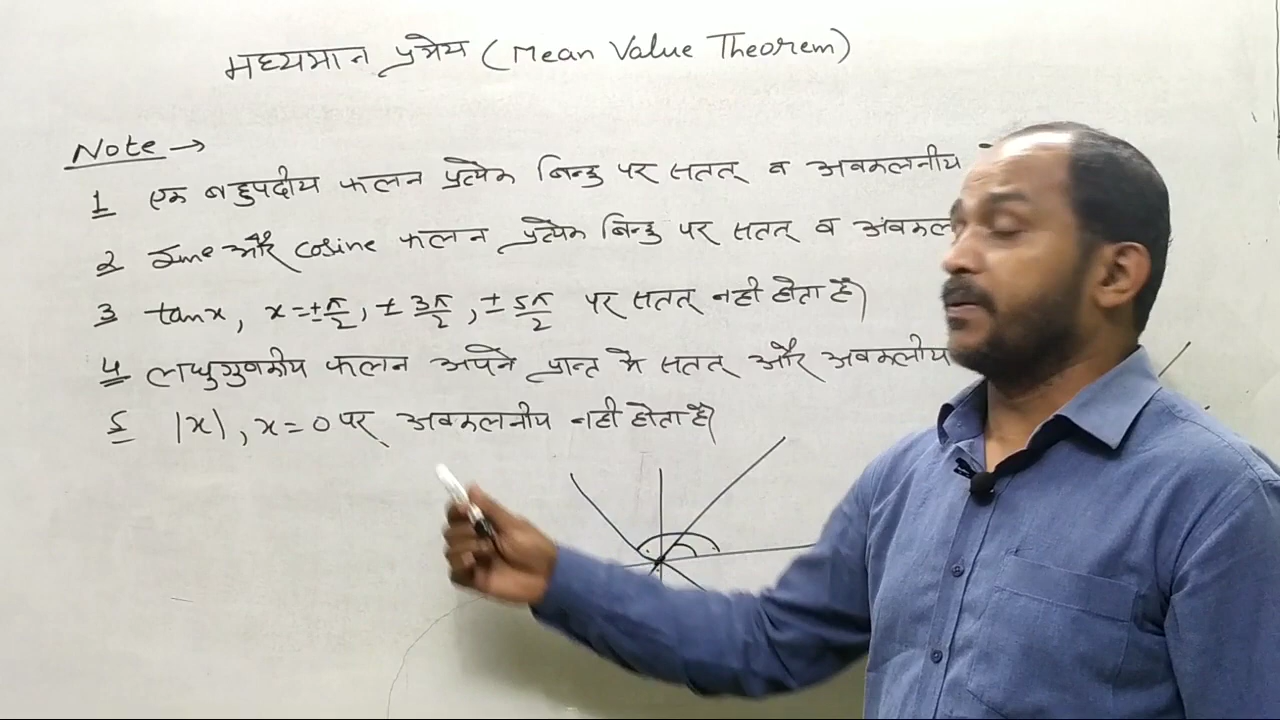 मध्यमान प्रमेय (Mean Value Theorem)
Note →
1 एक बहुपदीय फलन प्रत्येक बिन्दु पर सतत् व अवकलनीय
2 Sine और cosine फलन प्रत्येक बिन्दु पर सतत् व अवकल
3 tanx, x=±π/2, ±3π/2, ±5π/2 पर सतत् नही होता है।
4 लघुगुणकीय फलन अपने प्रान्त मे सतत् और अवकलीय
5 |x|, x=0 पर अवकलनीय नही होता है।